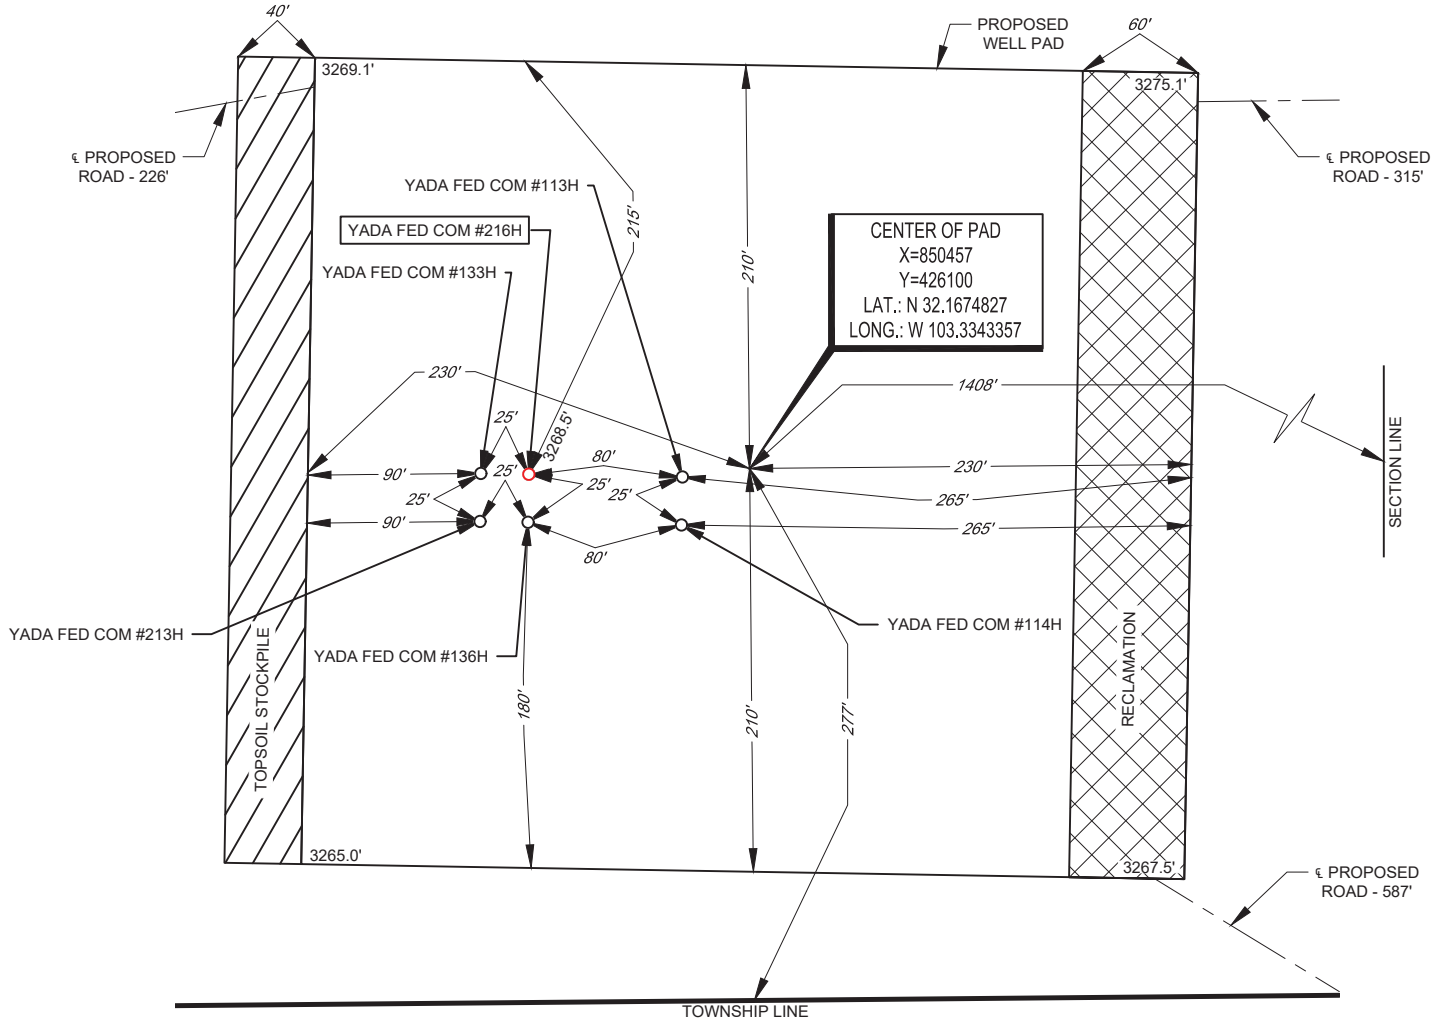 40'
PROPOSED
WELL PAD
60'
3269.1'
3275.1'
℄ PROPOSED
ROAD - 226'
℄ PROPOSED
ROAD - 315'
YADA FED COM #113H
215'
YADA FED COM #216H
CENTER OF PAD
X=850457
Y=426100
LAT.: N 32.1674827
LONG.: W 103.3343357
210'
YADA FED COM #133H
230'
1408'
25'
3268.5'
SECTION LINE
90'
25'
80'
230'
25'
25'
25'
265'
90'
80'
265'
YADA FED COM #213H
YADA FED COM #136H
YADA FED COM #114H
TOPSOIL STOCKPILE
180'
210'
277'
RECLAMATION
3265.0'
3267.5'
℄ PROPOSED
ROAD - 587'
TOWNSHIP LINE